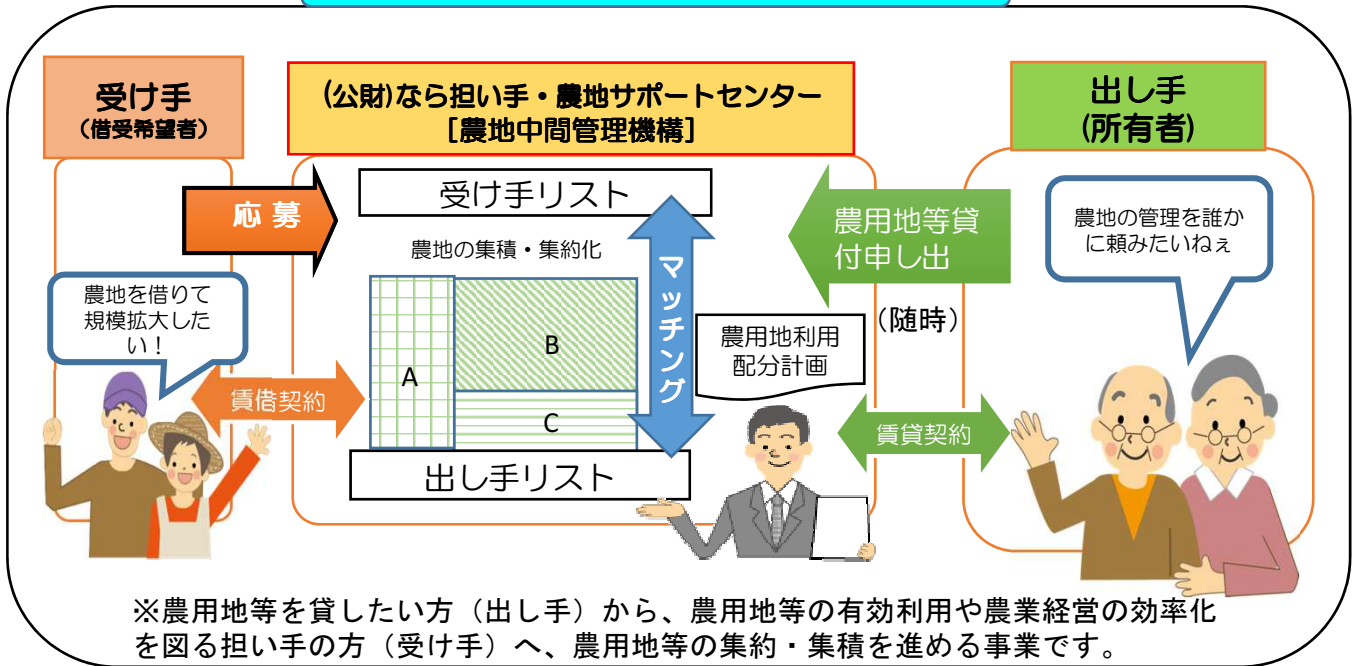 受け手
（借受希望者）
(公財)なら担い手・農地サポートセンター
[農地中間管理機構]
出し手
(所有者)
応 募
受け手リスト
農地の集積・集約化
A
B
C
マッチング
出し手リスト
農用地等貸
付申し出
（随時）
農用地利用
配分計画
農地を借りて
規模拡大した
い！
賃借契約
賃貸契約
農地の管理を誰か
に頼みたいねぇ
※農用地等を貸したい方（出し手）から、農用地等の有効利用や農業経営の効率化
を図る担い手の方（受け手）へ、農用地等の集約・集積を進める事業です。